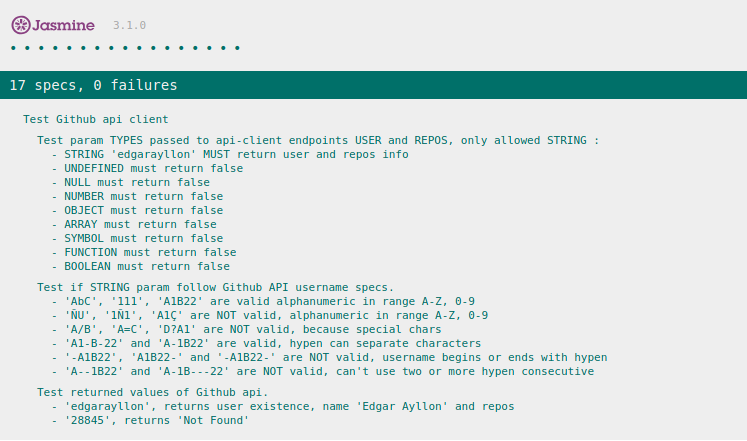 Jasmine 3.1.0
• • • • • • • • • • • • • • • • •
17 specs, 0 failures
Test Github api client
Test param TYPES passed to api-client endpoints USER and REPOS, only allowed STRING :
- STRING 'edgarayllon' MUST return user and repos info
- UNDEFINED must return false
- NULL must return false
- NUMBER must return false
- OBJECT must return false
- ARRAY must return false
- SYMBOL must return false
- FUNCTION must return false
- BOOLEAN must return false
Test if STRING param follow Github API username specs.
- 'AbC', '111', 'A1B22' are valid alphanumeric in range A-Z, 0-9
- 'ÑU', '1Ñ1', 'A1Ç' are NOT valid, alphanumeric in range A-Z, 0-9
- 'A/B', 'A=C', 'D?A1' are NOT valid, because special chars
- 'A1-B-22' and 'A-1B22' are valid, hypen can separate characters
- '-A1B22', 'A1B22-' and '-A1B22-' are NOT valid, username begins or ends with hypen
- 'A--1B22' and 'A-1B---22' are NOT valid, can't use two or more hypen consecutive
Test returned values of Github api.
- 'edgarayllon', returns user existence, name 'Edgar Ayllon' and repos
- '28845', returns 'Not Found'